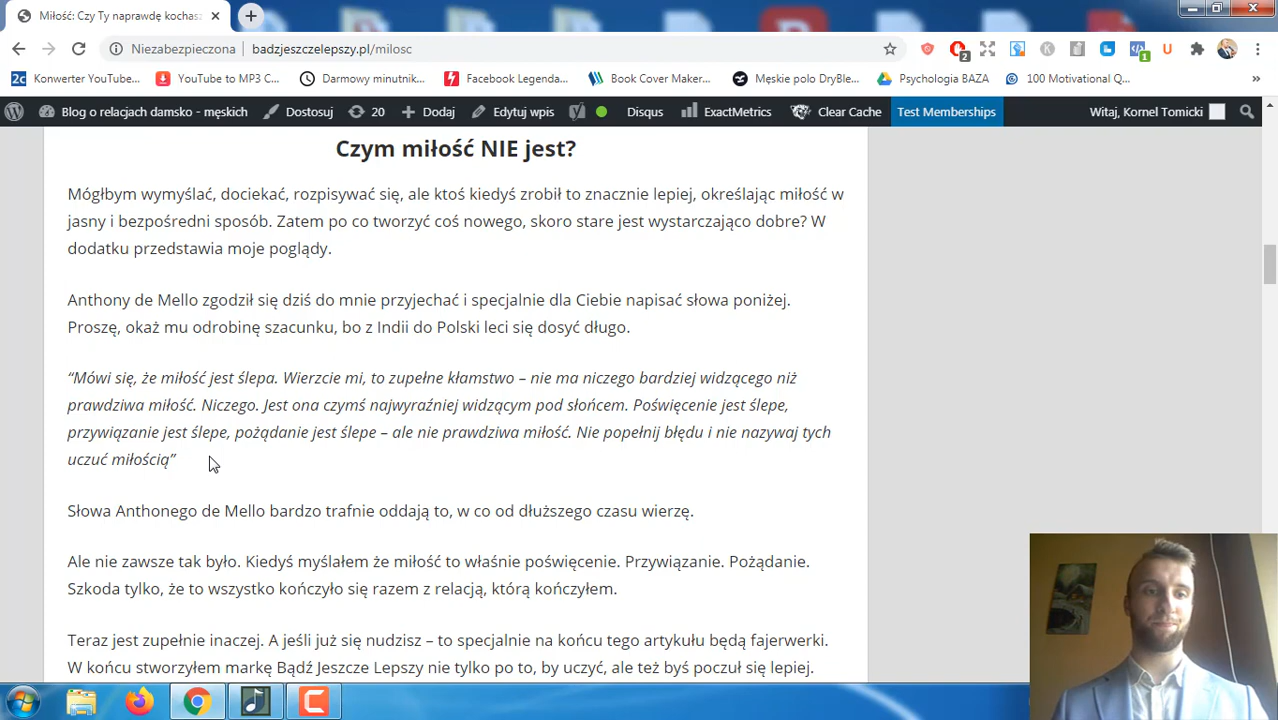 Miłość: Czy Ty naprawdę kochasz
Niezabezpieczona badzjeszczelepszy.pl/milosc
2
1
2c Konwerter YouTube... YouTube to MP3 C... Darmowy minutnik... Facebook Legenda... Book Cover Maker... Męskie polo DryBle... Psychologia BAZA 100 Motivational Q... »
Blog o relacjach damsko - męskich Dostosuj 20 Dodaj Edytuj wpis Disqus ExactMetrics Clear Cache Test Memberships Witaj, Kornel Tomicki
Czym miłość NIE jest?
Mógłbym wymyślać, dociekać, rozpisywać się, ale ktoś kiedyś zrobił to znacznie lepiej, określając miłość w
jasny i bezpośredni sposób. Zatem po co tworzyć coś nowego, skoro stare jest wystarczająco dobre? W
dodatku przedstawia moje poglądy.
Anthony de Mello zgodził się dziś do mnie przyjechać i specjalnie dla Ciebie napisać słowa poniżej.
Proszę, okaż mu odrobinę szacunku, bo z Indii do Polski leci się dosyć długo.
“Mówi się, że miłość jest ślepa. Wierzcie mi, to zupełne kłamstwo – nie ma niczego bardziej widzącego niż
prawdziwa miłość. Niczego. Jest ona czymś najwyraźniej widzącym pod słońcem. Poświęcenie jest ślepe,
przywiązanie jest ślepe, pożądanie jest ślepe – ale nie prawdziwa miłość. Nie popełnij błędu i nie nazywaj tych
uczuć miłością”
Słowa Anthonego de Mello bardzo trafnie oddają to, w co od dłuższego czasu wierzę.
Ale nie zawsze tak było. Kiedyś myślałem że miłość to właśnie poświęcenie. Przywiązanie. Pożądanie.
Szkoda tylko, że to wszystko kończyło się razem z relacją, którą kończyłem.
Teraz jest zupełnie inaczej. A jeśli już się nudzisz – to specjalnie na końcu tego artykułu będą fajerwerki.
W końcu stworzyłem markę Bądź Jeszcze Lepszy nie tylko po to, by uczyć, ale też byś poczuł się lepiej.